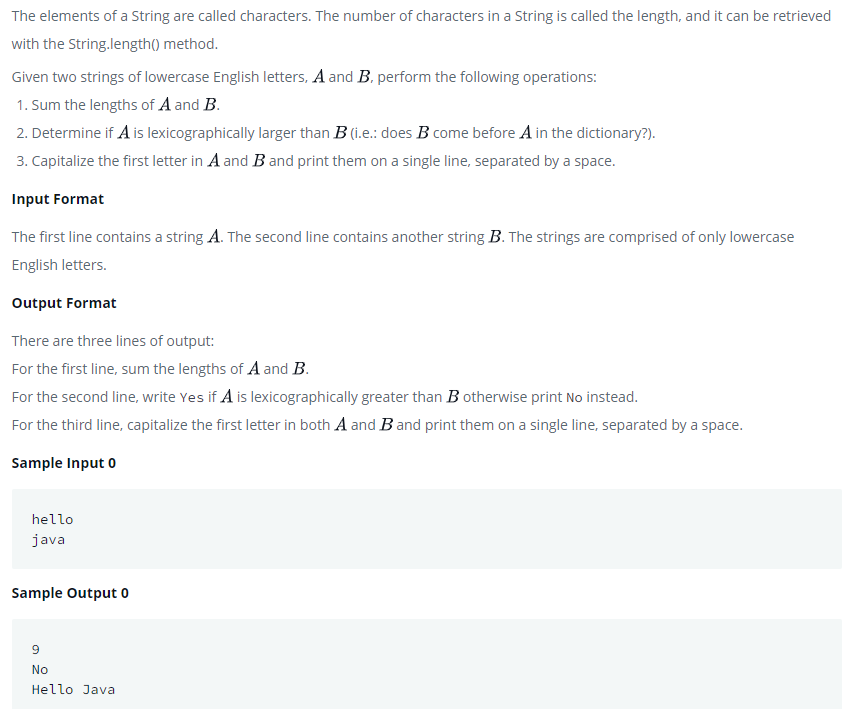 The elements of a String are called characters. The number of characters in a String is called the length, and it can be retrieved
with the String.length() method.
Given two strings of lowercase English letters, A and B, perform the following operations:
1. Sum the lengths of A and B.
2. Determine if A is lexicographically larger than B (i.e.: does B come before A in the dictionary?).
3. Capitalize the first letter in A and B and print them on a single line, separated by a space.
Input Format
The first line contains a string A. The second line contains another string B. The strings are comprised of only lowercase
English letters.
Output Format
There are three lines of output:
For the first line, sum the lengths of A and B.
For the second line, write Yes if A is lexicographically greater than B otherwise print No instead.
For the third line, capitalize the first letter in both A and B and print them on a single line, separated by a space.
Sample Input 0
hello
java
Sample Output 0
9
No
Hello Java